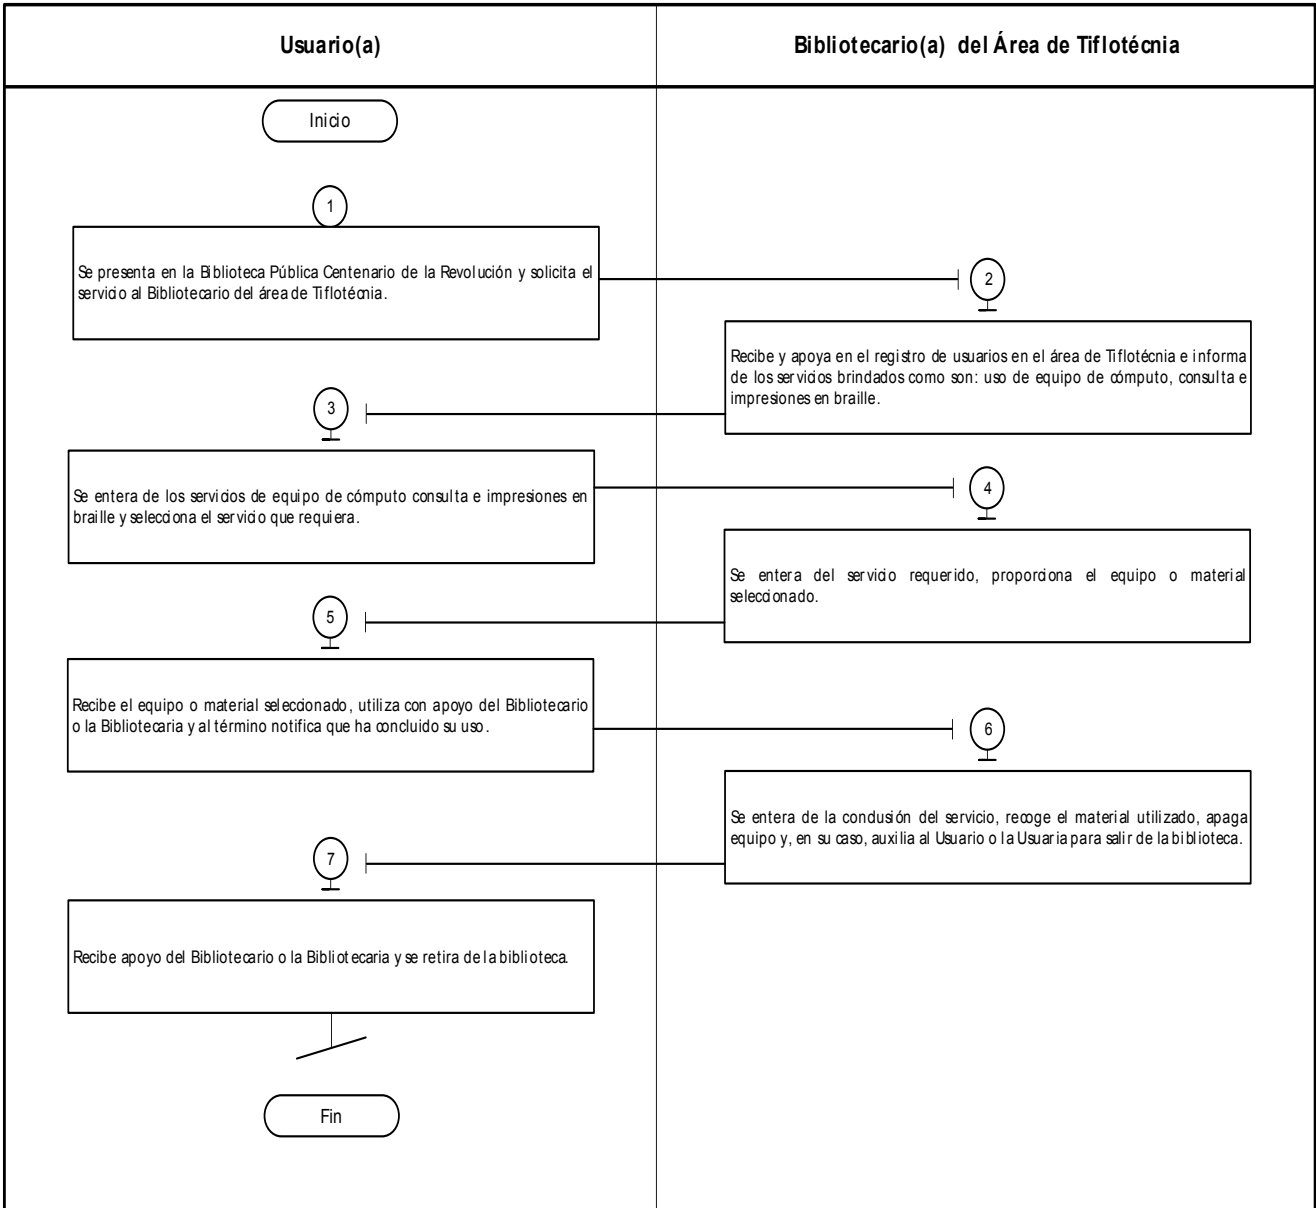 Usuario(a)
Bibliotecario(a) del Área de Tiflotécnia
Inicio
1
Se presenta en la Biblioteca Pública Centenario de la Revolución y solicita el
servicio al Bibliotecario del área de Tiflotécnia.
2
Recibe y apoya en el registro de usuarios en el área de Tiflotécnia e informa
de los servicios brindados como son: uso de equipo de cómputo, consulta e
impresiones en braille.
3
Se entera de los servicios de equipo de cómputo consulta e impresiones en
braille y selecciona el servicio que requiera.
4
Se entera del servicio requerido, proporciona el equipo o material
seleccionado.
5
Recibe el equipo o material seleccionado, utiliza con apoyo del Bibliotecario
o la Bibliotecaria y al término notifica que ha concluido su uso.
6
Se entera de la conclusión del servicio, recoge el material utilizado, apaga
equipo y, en su caso, auxilia al Usuario o la Usuaria para salir de la biblioteca.
7
Recibe apoyo del Bibliotecario o la Bibliotecaria y se retira de la biblioteca.
Fin